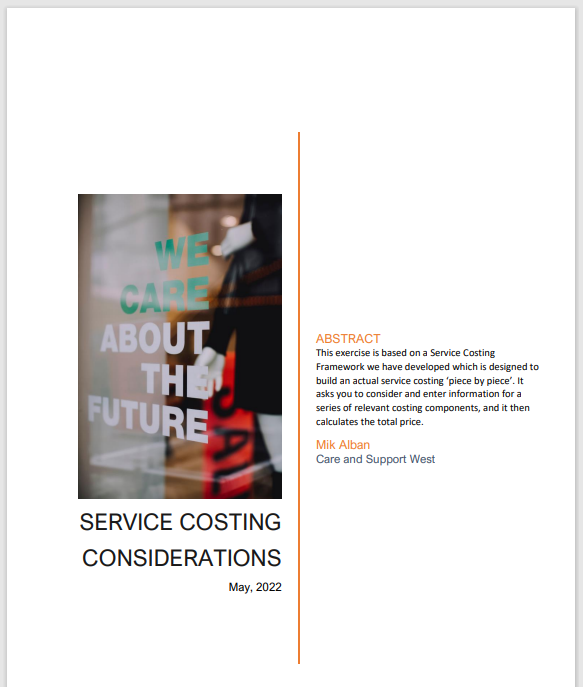 WE
CARE
ABOUT
THE
FUTURE
SERVICE COSTING
CONSIDERATIONS
May, 2022
ABSTRACT
This exercise is based on a Service Costing
Framework we have developed which is designed to
build an actual service costing ‘piece by piece’. It
asks you to consider and enter information for a
series of relevant costing components, and it then
calculates the total price.
Mik Alban
Care and Support West